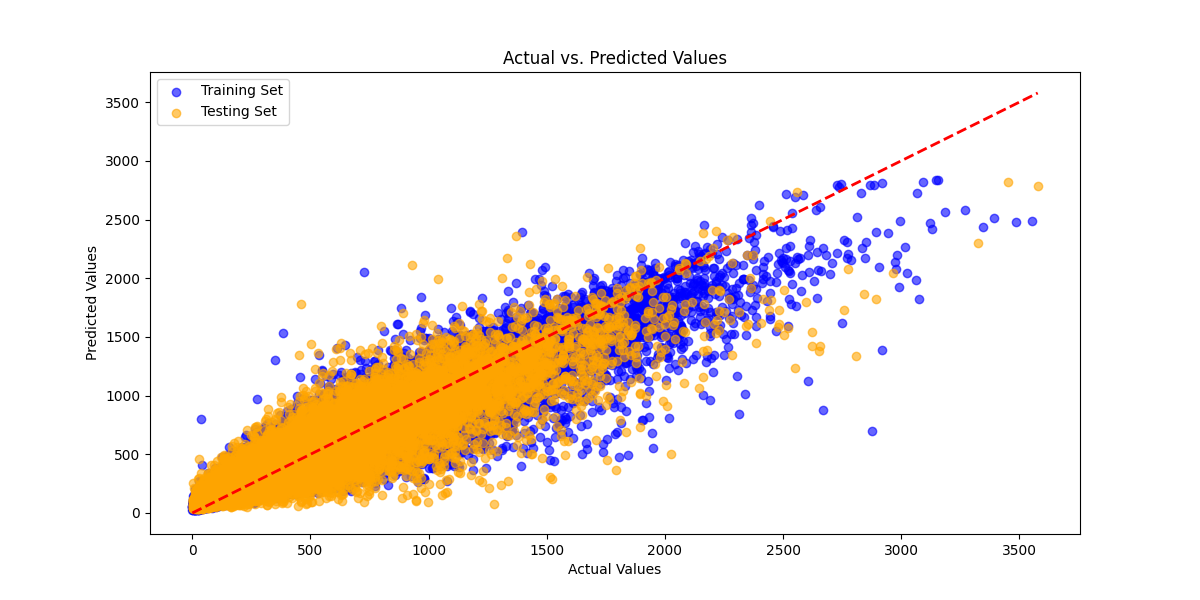 Actual vs. Predicted Values
Training Set
Testing Set
Predicted Values
3500
3000
2500
2000
1500
1000
500
0
0 500 1000 1500 2000 2500 3000 3500
Actual Values